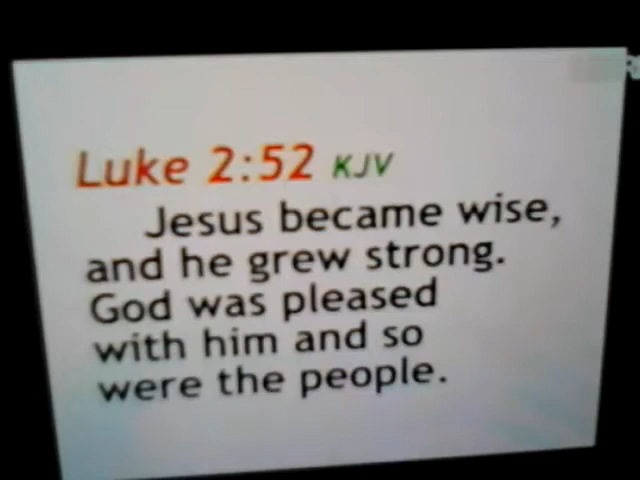 Luke 2:52 KJV
Jesus became wise,
and he grew strong.
God was pleased
with him and so
were the people.